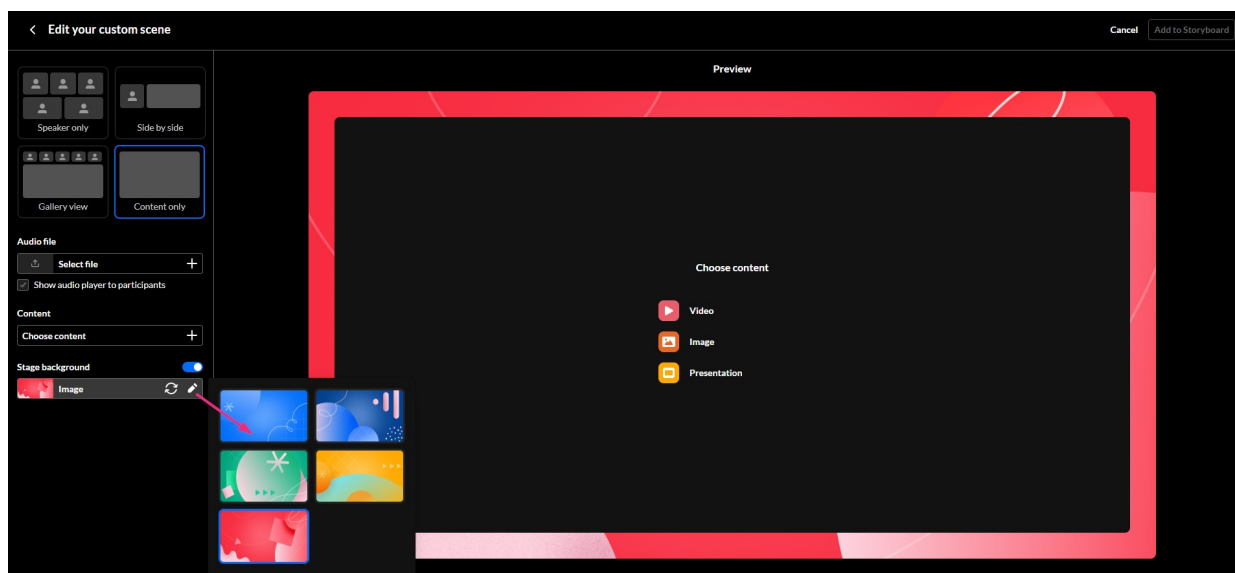 Edit your custom scene
Cancel
Add to Storyboard
Speaker only
Side by side
Gallery view
Content only
Audio file
Select file
Show audio player to participants
Content
Choose content
Stage background
Image
Preview
Choose content
Video
Image
Presentation